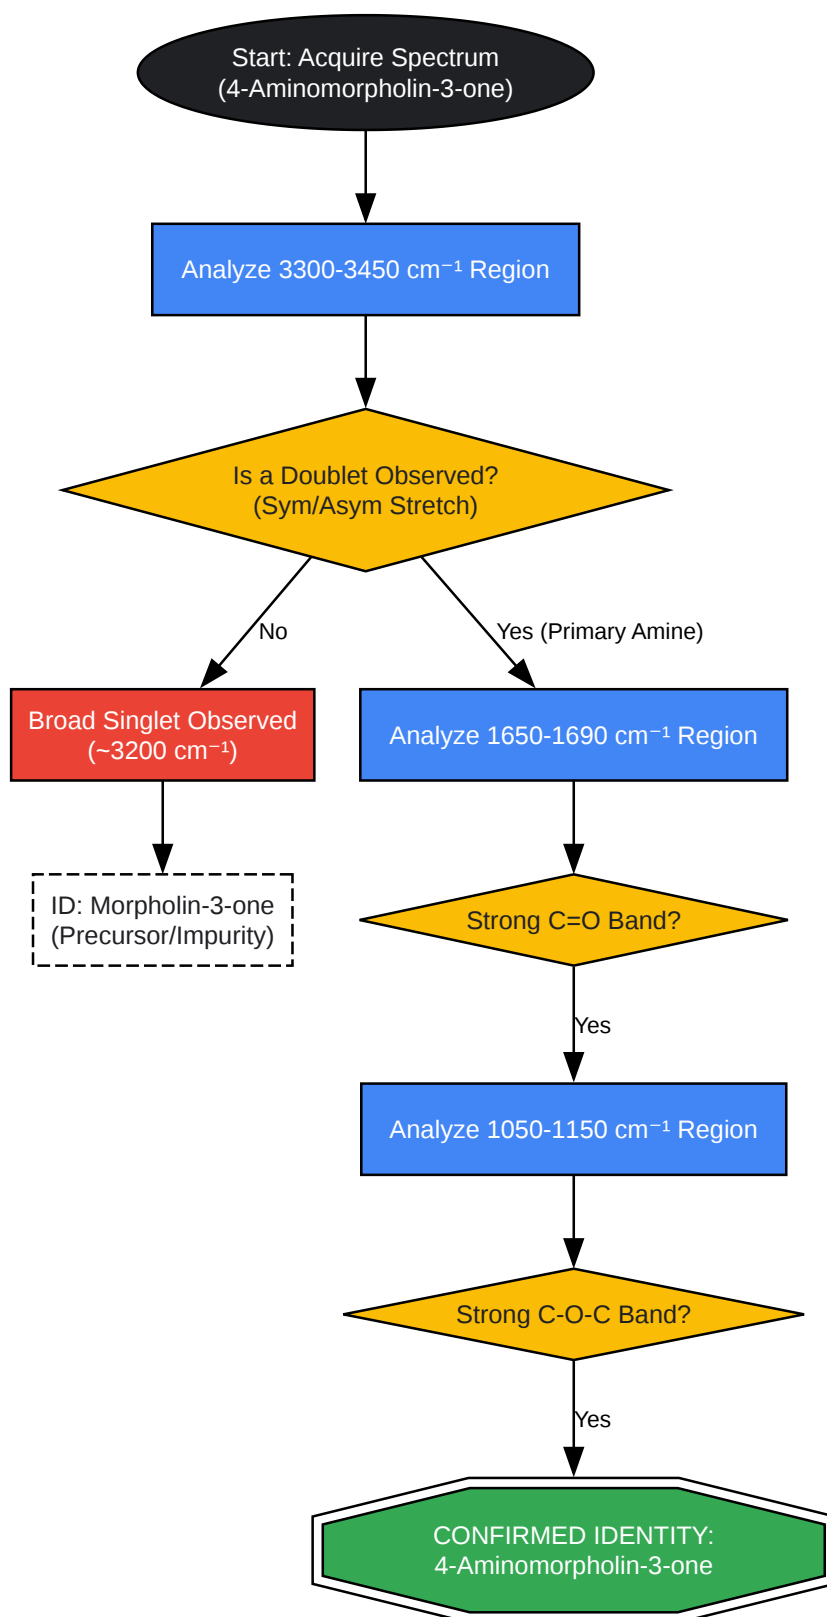 Start: Acquire Spectrum
(4-Aminomorpholin-3-one)
Analyze 3300-3450 cm⁻¹ Region
Is a Doublet Observed?
(Sym/Asym Stretch)
No
Yes (Primary Amine)
Broad Singlet Observed
(~3200 cm⁻¹)
Analyze 1650-1690 cm⁻¹ Region
ID: Morpholin-3-one
(Precursor/Impurity)
Strong C=O Band?
Yes
Analyze 1050-1150 cm⁻¹ Region
Strong C-O-C Band?
Yes
CONFIRMED IDENTITY:
4-Aminomorpholin-3-one